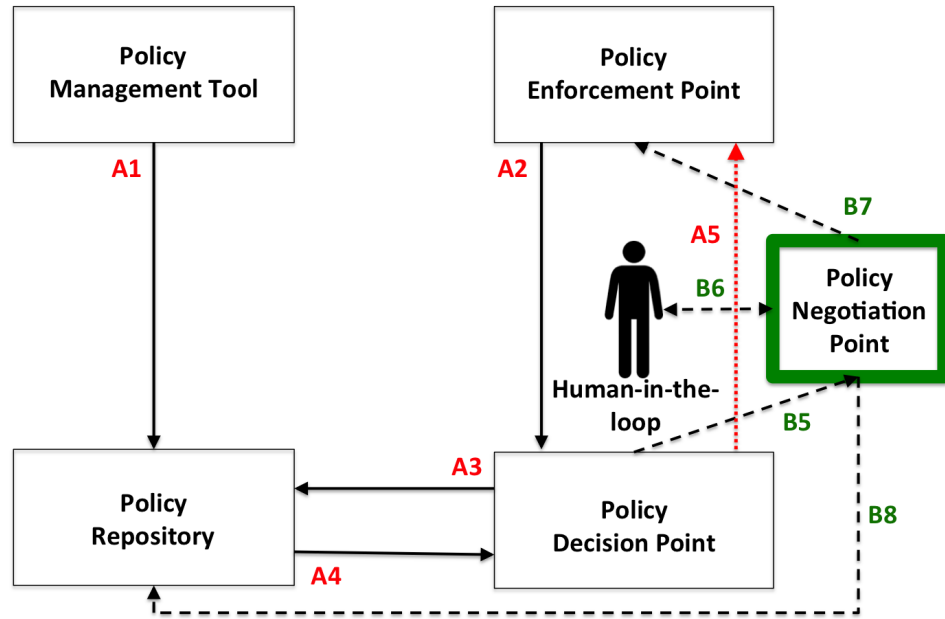 Policy
Management Tool
Policy
Enforcement Point
A1
A2
B7
A5
B6
Policy
Negotiation
Point
Human-in-the-
loop
B5
A3
Policy
Repository
Policy
Decision Point
B8
A4